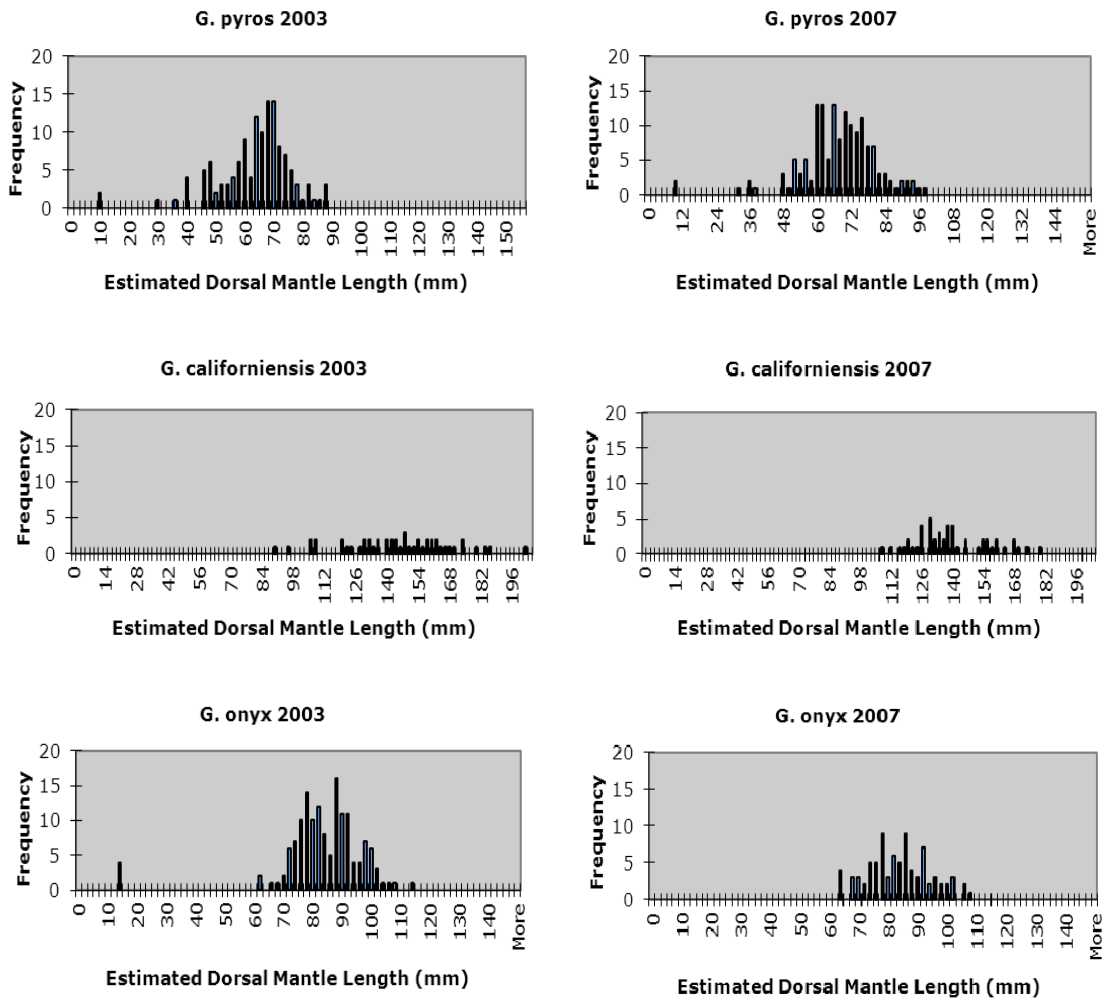 G. pyros 2003
Frequency
20
15
10
5
0
0 10 20 30 40 50 60 70 80 90 100 110 120 130 140 150
Estimated Dorsal Mantle Length (mm)
G. pyros 2007
Frequency
20
15
10
5
0
0 12 24 36 48 60 72 84 96 108 120 132 144 More
Estimated Dorsal Mantle Length (mm)
G. californiensis 2003
Frequency
20
15
10
5
0
0 14 28 42 56 70 84 98 112 126 140 154 168 182 196
Estimated Dorsal Mantle Length (mm)
G. californiensis 2007
Frequency
20
15
10
5
0
0 14 28 42 56 70 84 98 112 126 140 154 168 182 196
Estimated Dorsal Mantle Length (mm)
G. onyx 2003
Frequency
20
15
10
5
0
0 10 20 30 40 50 60 70 80 90 100 110 120 130 140 More
Estimated Dorsal Mantle Length (mm)
G. onyx 2007
Frequency
20
15
10
5
0
0 10 20 30 40 50 60 70 80 90 100 110 120 130 140 More
Estimated Dorsal Mantle Length (mm)